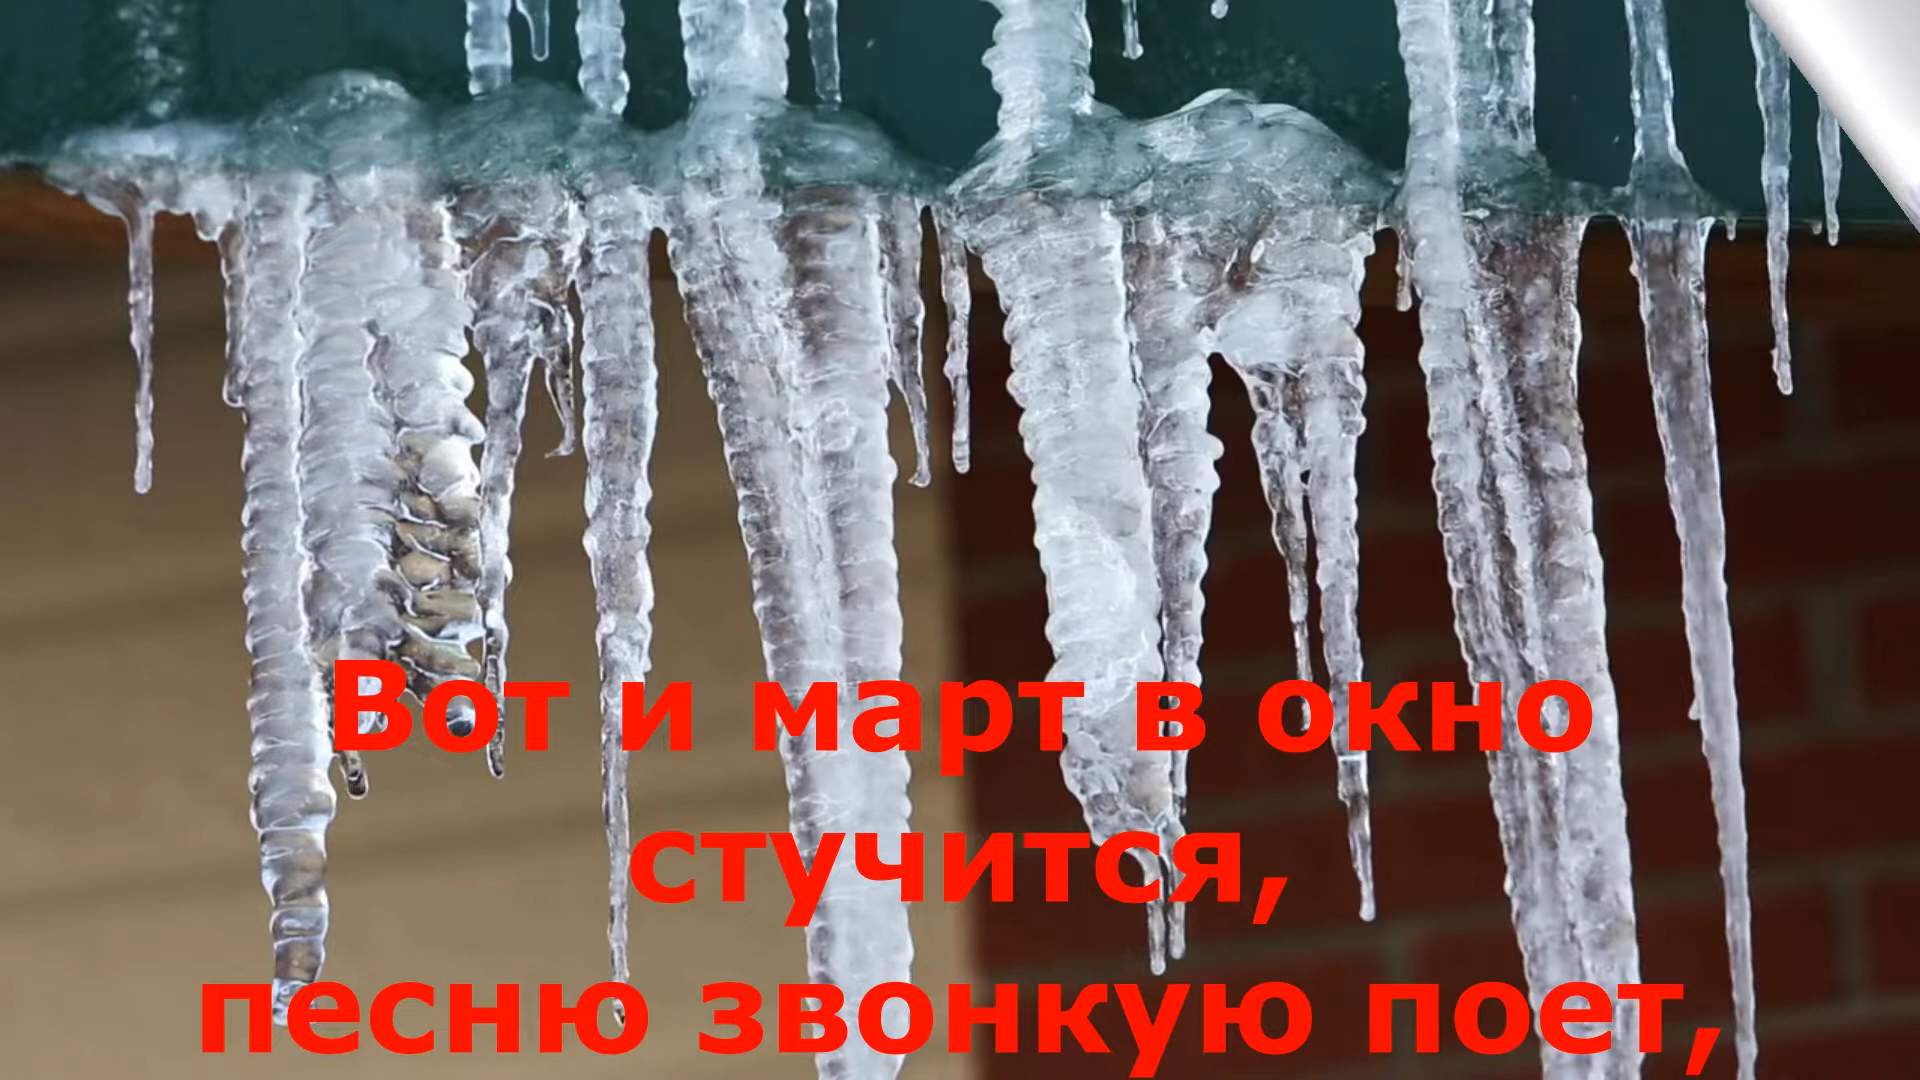 Вот и март в окно
стучится,
песню звонкую поет,